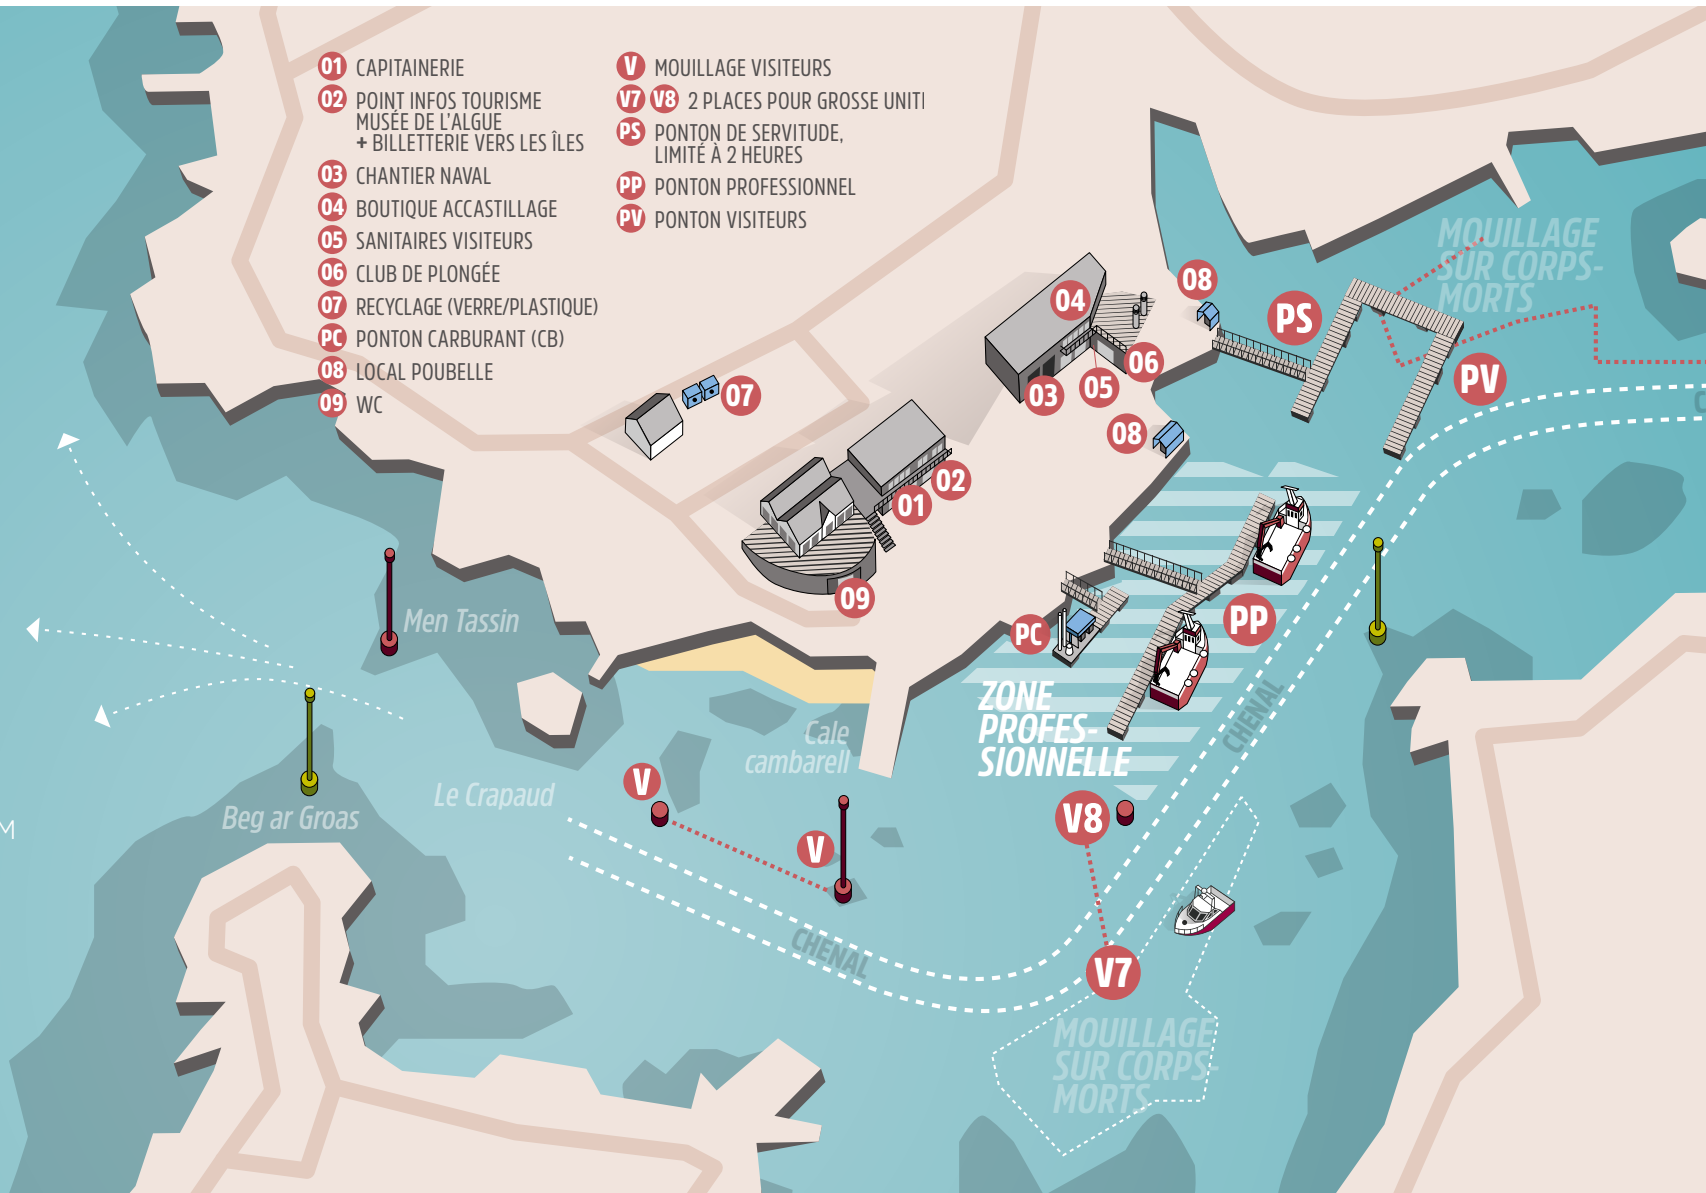 01 CAPITAINERIE
02 POINT INFOS TOURISME
MUSÉE DE L'ALGUE
+ BILLETTERIE VERS LES ÎLES
03 CHANTIER NAVAL
04 BOUTIQUE ACCASTILLAGE
05 SANITAIRES VISITEURS
06 CLUB DE PLONGÉE
07 RECYCLAGE (VERRE/PLASTIQUE)
PC PONTON CARBURANT (CB)
08 LOCAL POUBELLE
09 WC
V MOUILLAGE VISITEURS
V7 V8 2 PLACES POUR GROSSE UNIT
PS PONTON DE SERVITUDE,
LIMITÉ À 2 HEURES
PP PONTON PROFESSIONNEL
PV PONTON VISITEURS
MOUILLAGE
SUR CORPS-
MORTS
08
04
PS
06
05
03
PV
07
08
02
01
09
PC
PP
Men Tassin
ZONE
PROFES-
SIONNELLE
CHENAL
Cale
cambarell
V
Le Crapaud
Beg ar Groas
M
V
V8
CHENAL
V7
MOUILLAGE
SUR CORPS-
MORTS